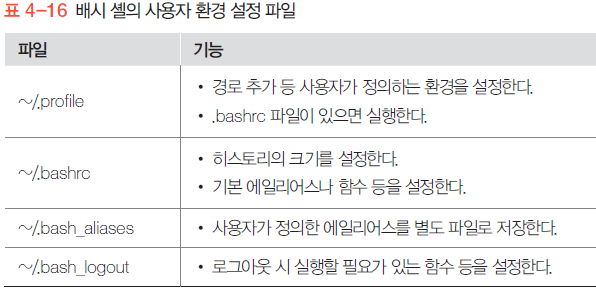 표 4-16 배시 셸의 사용자 환경 설정 파일
파일 기능
~/.profile
• 경로 추가 등 사용자가 정의하는 환경을 설정한다.
• .bashrc 파일이 있으면 실행한다.
~/.bashrc
• 히스토리의 크기를 설정한다.
• 기본 에일리어스나 함수 등을 설정한다.
~/.bash_aliases • 사용자가 정의한 에일리어스를 별도 파일로 저장한다.
~/.bash_logout • 로그아웃 시 실행할 필요가 있는 함수 등을 설정한다.